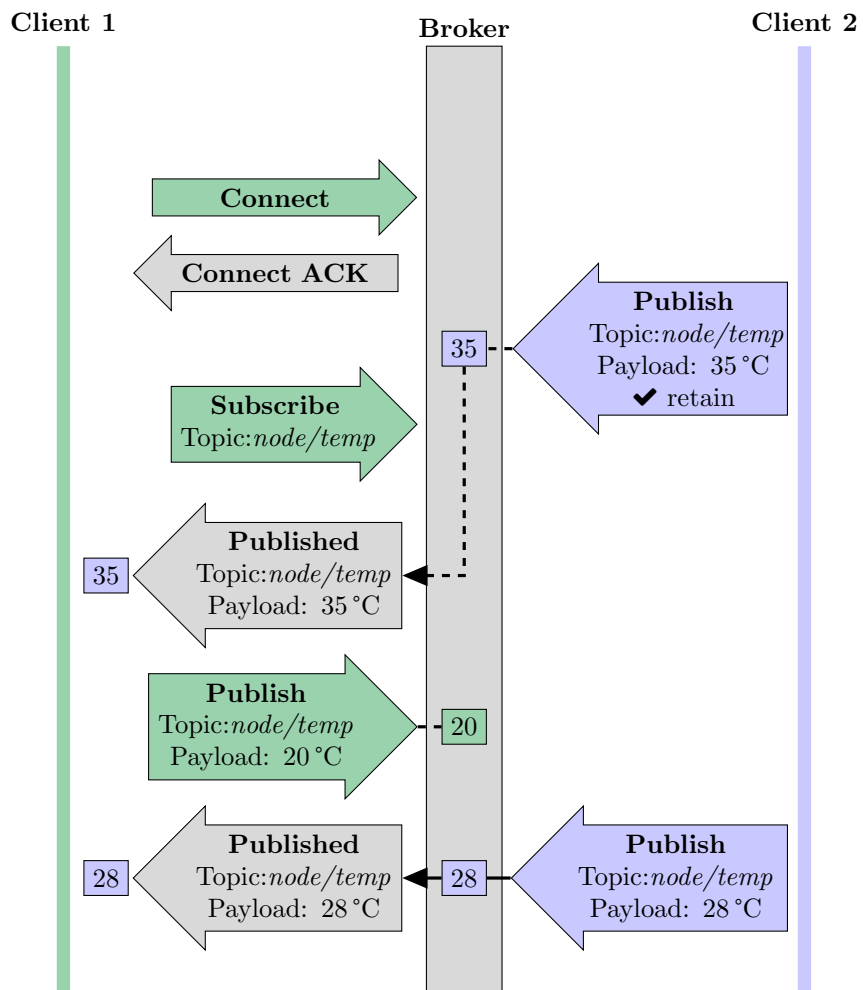 Client 1
Broker
Client 2
Connect
Connect ACK
Publish
Topic:node/temp
Payload: 35 °C
✔ retain
35
Subscribe
Topic:node/temp
Published
Topic:node/temp
Payload: 35 °C
35
Publish
Topic:node/temp
Payload: 20 °C
20
Published
Topic:node/temp
Payload: 28 °C
28
28
Publish
Topic:node/temp
Payload: 28 °C